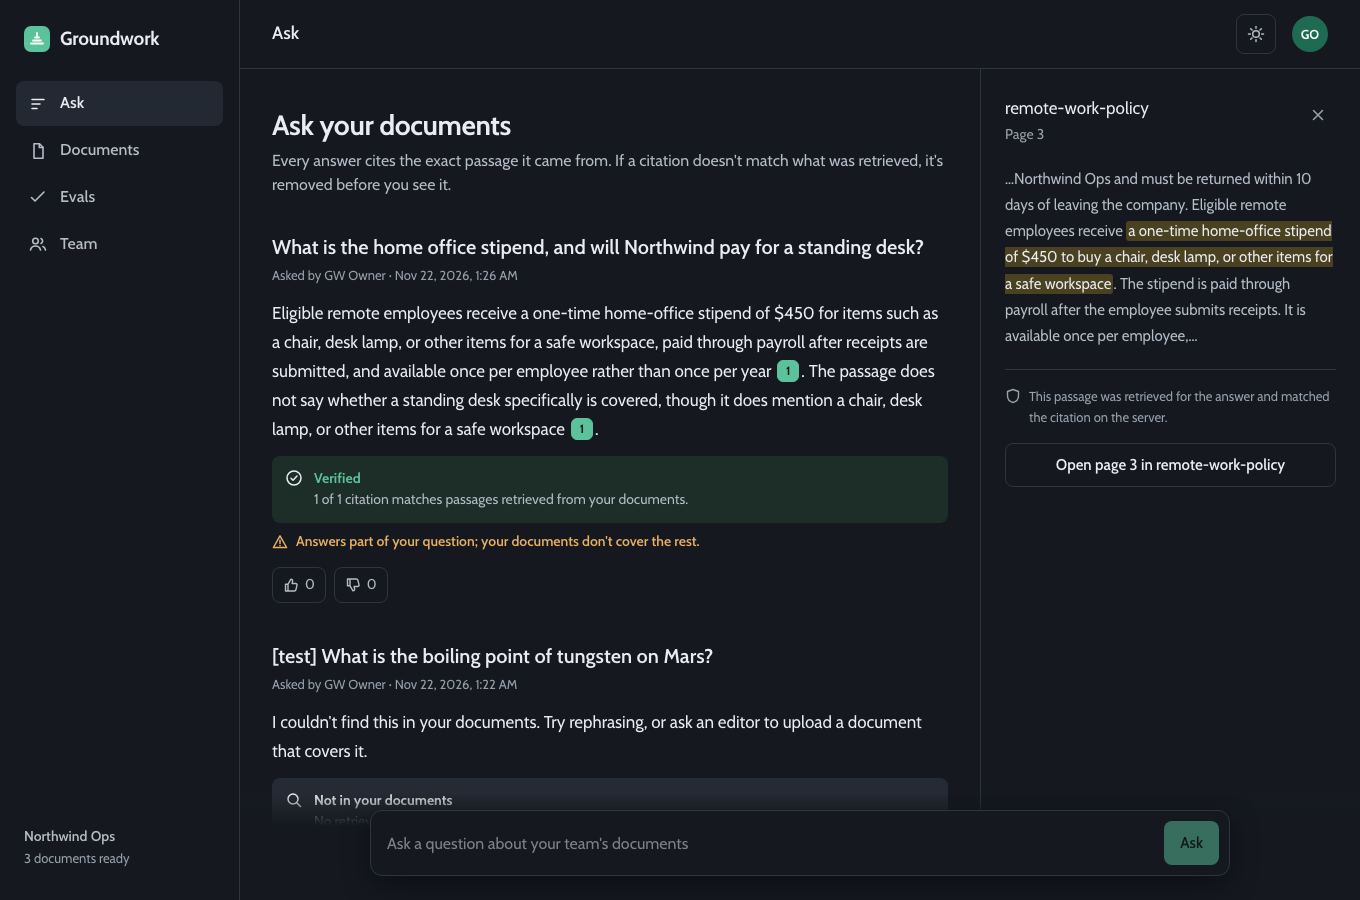 Groundwork
Ask
Documents
Evals
Team
Northwind Ops
3 documents ready
Ask
GO
Ask your documents
Every answer cites the exact passage it came from. If a citation doesn't match what was retrieved, it's
removed before you see it.
What is the home office stipend, and will Northwind pay for a standing desk?
Asked by GW Owner · Nov 22, 2026, 1:26 AM
Eligible remote employees receive a one-time home-office stipend of $450 for items such as
a chair, desk lamp, or other items for a safe workspace, paid through payroll after receipts are
submitted, and available once per employee rather than once per year 1. The passage does
not say whether a standing desk specifically is covered, though it does mention a chair, desk
lamp, or other items for a safe workspace 1.
Verified
1 of 1 citation matches passages retrieved from your documents.
Answers part of your question; your documents don't cover the rest.
0 0
[test] What is the boiling point of tungsten on Mars?
Asked by GW Owner · Nov 22, 2026, 1:22 AM
I couldn't find this in your documents. Try rephrasing, or ask an editor to upload a document
that covers it.
Not in your documents
No
Ask a question about your team's documents
Ask
remote-work-policy
Page 3
…Northwind Ops and must be returned within 10
days of leaving the company. Eligible remote
employees receive a one-time home-office stipend
of $450 to buy a chair, desk lamp, or other items for
a safe workspace. The stipend is paid through
payroll after the employee submits receipts. It is
available once per employee,…
This passage was retrieved for the answer and matched
the citation on the server.
Open page 3 in remote-work-policy